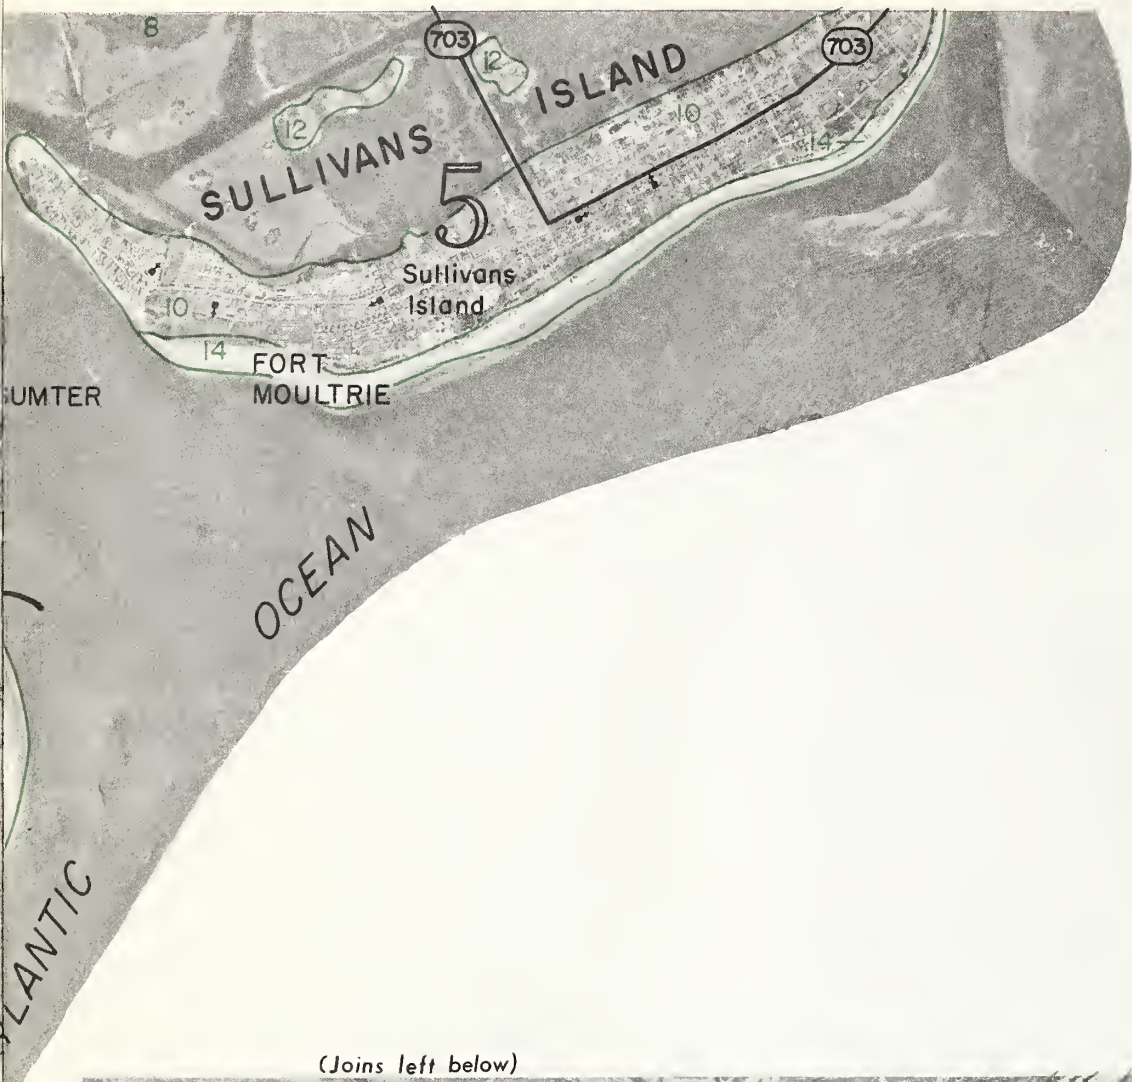 8
703
12
ISLAND
703
12
SULLIVANS
10
14
5
Sullivans
Island
10
14
FORT
MOULTRIE
UMTER
OCEAN
LANTIC
(Joins left below)